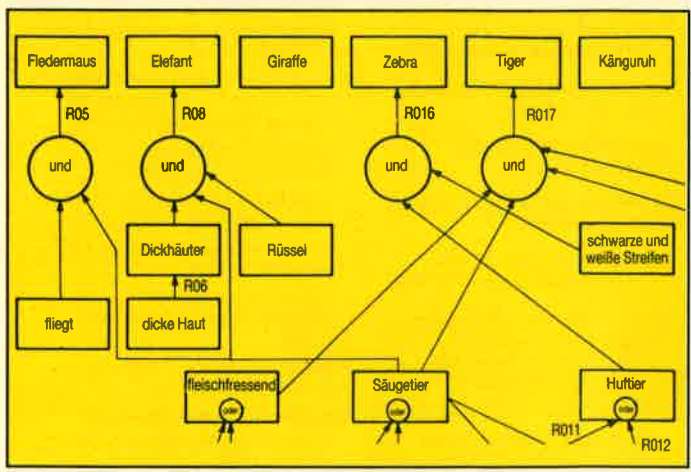 Fledermaus
Elefant
Giraffe
Zebra
Tiger
Känguruh
R05
R08
R016
R017
und
und
und
und
Dickhäuter
Rüssel
schwarze und
weiße Streifen
R06
fliegt
dicke Haut
fleischfressend
Säugetier
Huftier
oder
oder
oder
R011
R012